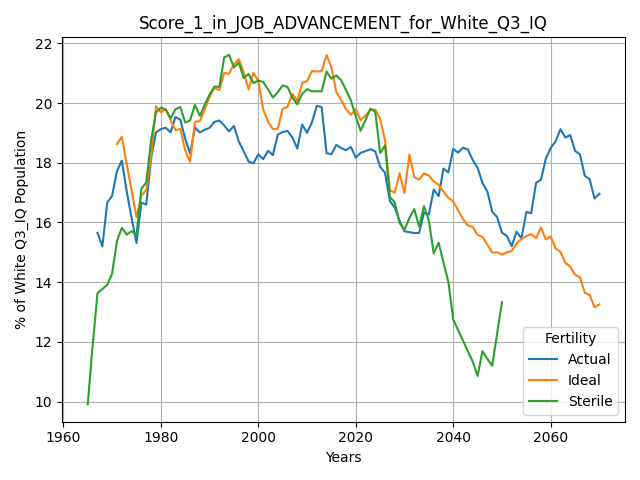 Score_1_in_JOB_ADVANCEMENT_for_White_Q3_IQ
% of White Q3_IQ Population
22
20
18
16
14
12
10
1960
1980
2000
2020
2040
2060
Years
Fertility
Actual
Ideal
Sterile